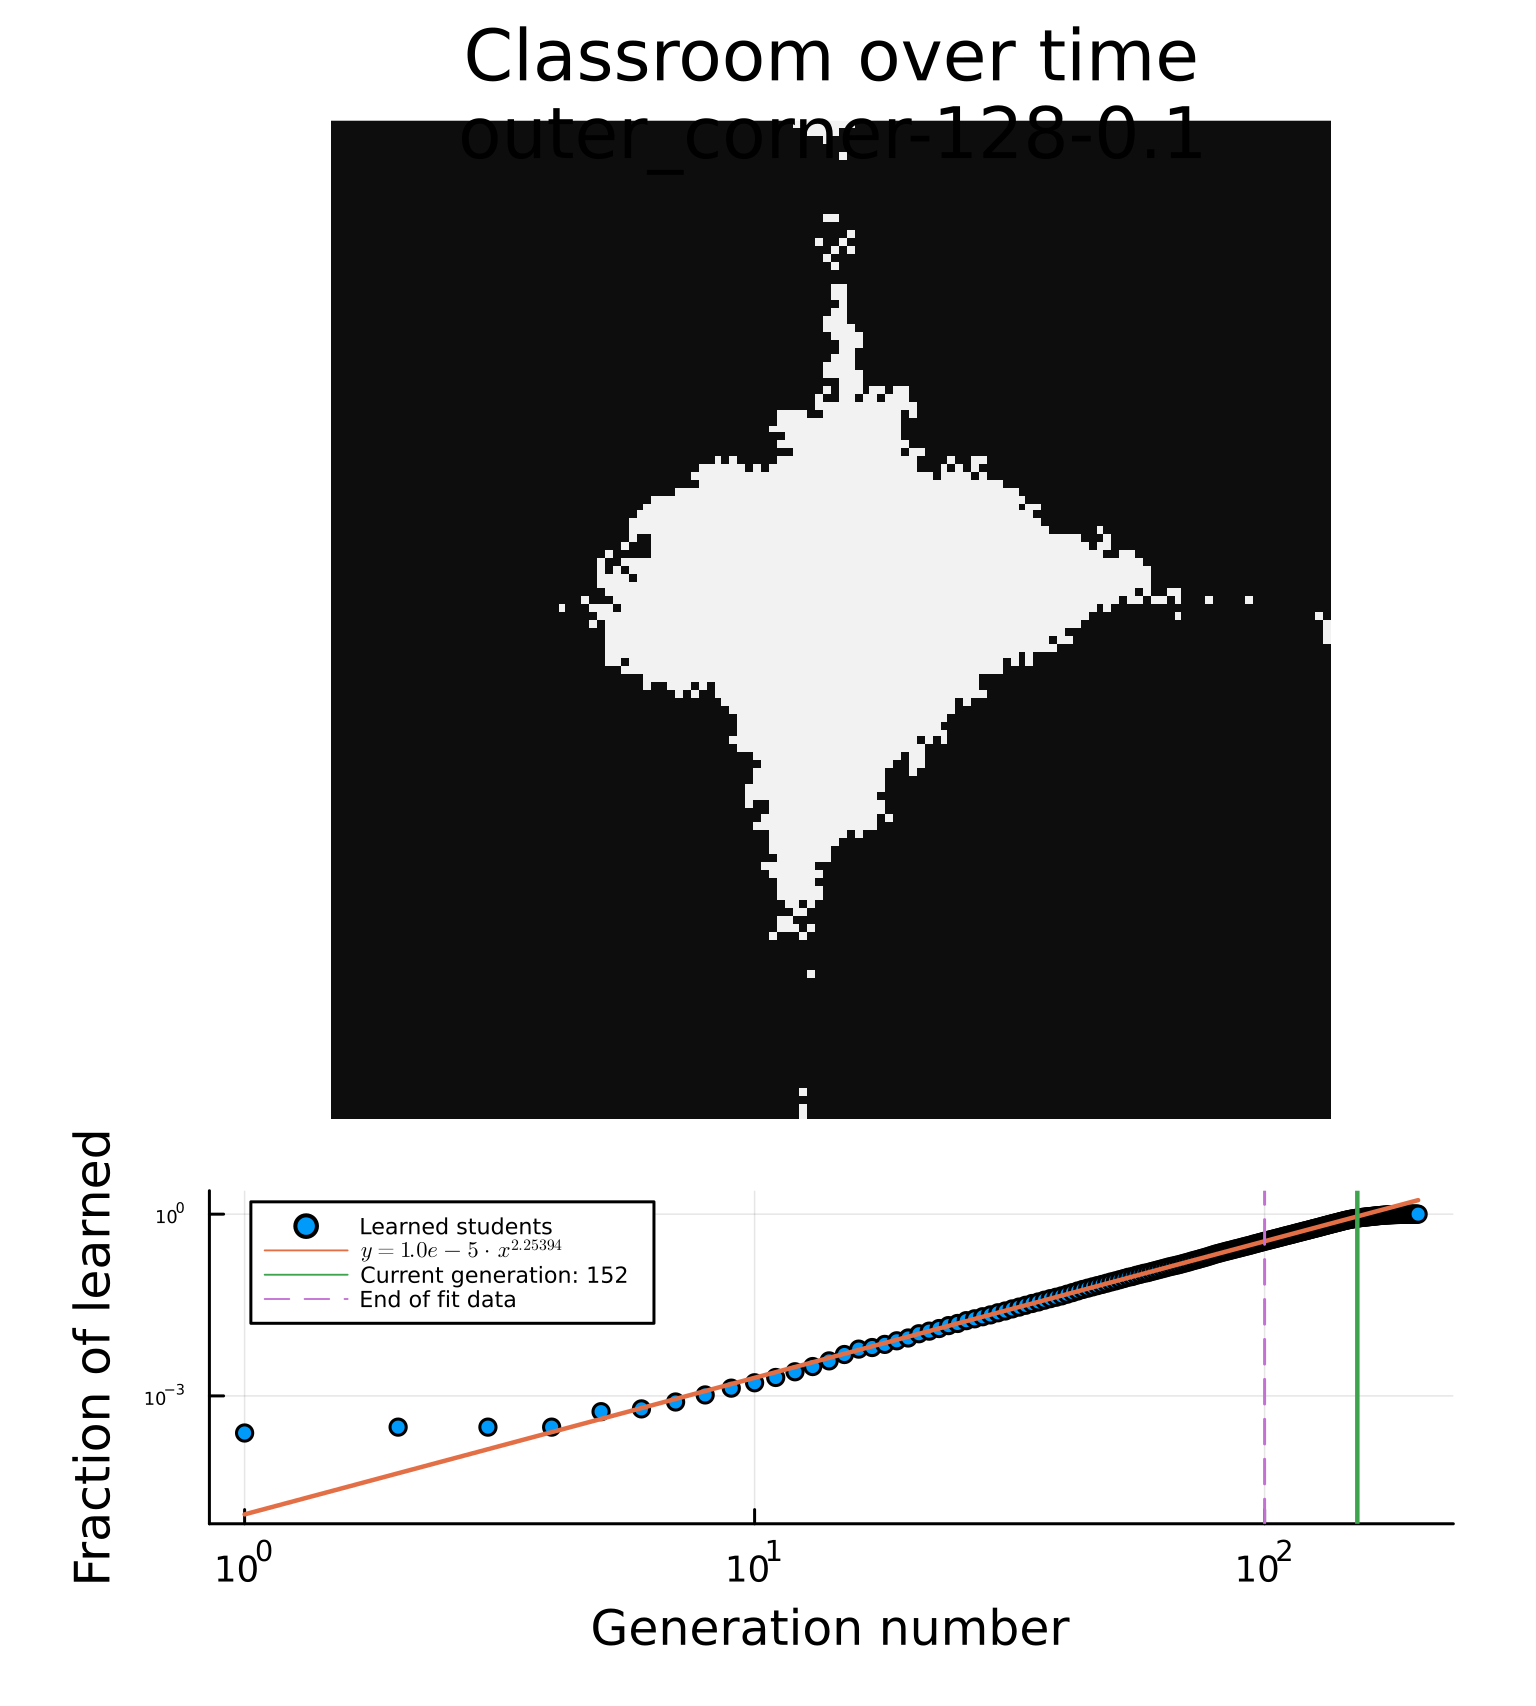 Classroom over time
outer_corner-128-0.1
Fraction of learned
10^0
10^−3
Learned students
y = 1.0e − 5 · x^2.25394
Current generation: 152
End of fit data
10^0
10^1
10^2
Generation number